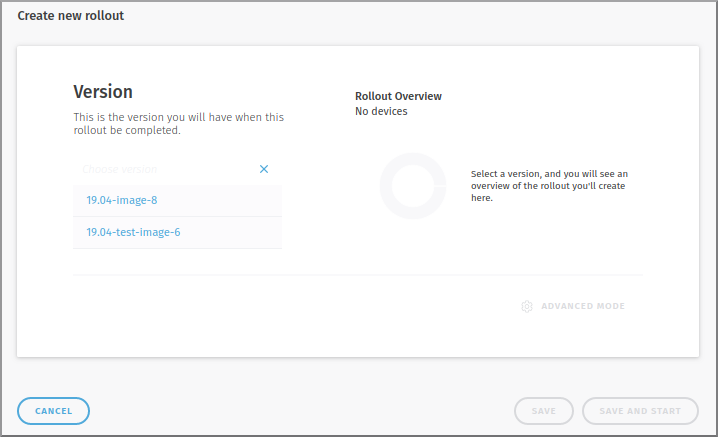 Create new rollout
Version
This is the version you will have when this
rollout be completed.
Choose version
19.04-image-8
19.04-test-image-6
Rollout Overview
No devices
Select a version, and you will see an
overview of the rollout you'll create
here.
ADVANCED MODE
CANCEL
SAVE
SAVE AND START